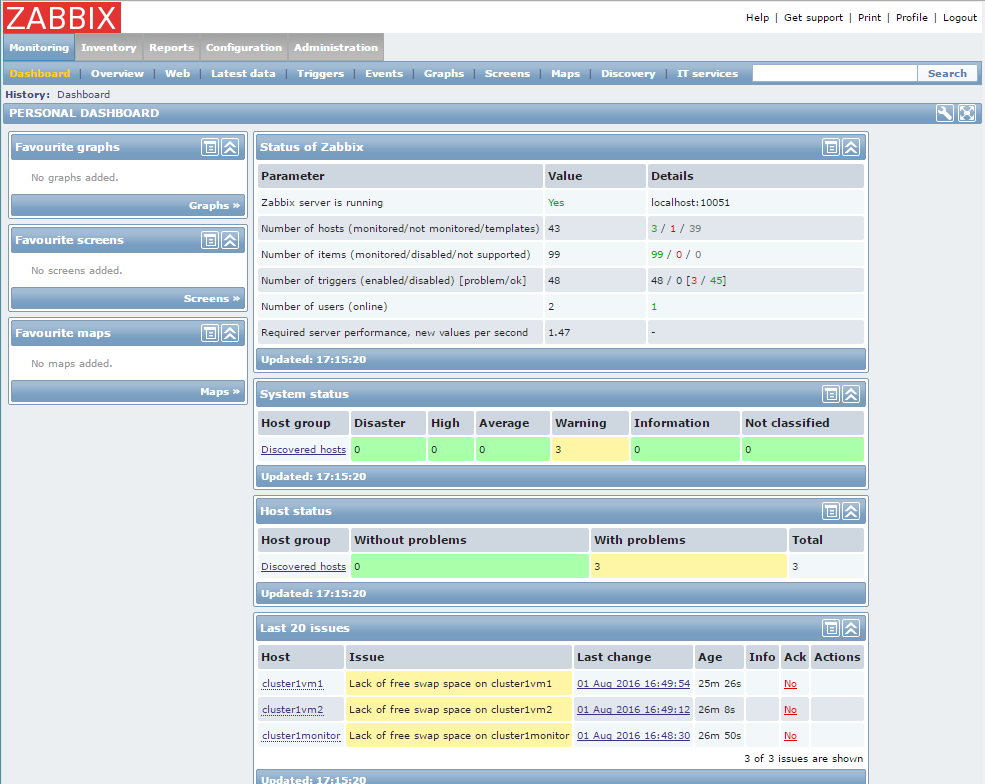 ZABBIX
Help | Get support | Print | Profile | Logout
Monitoring Inventory Reports Configuration Administration
Dashboard | Overview | Web | Latest data | Triggers | Events | Graphs | Screens | Maps | Discovery | IT services Search
History: Dashboard
PERSONAL DASHBOARD
Favourite graphs
No graphs added.
Graphs »
Favourite screens
No screens added.
Screens »
Favourite maps
No maps added.
Maps »
Status of Zabbix
Parameter Value Details
Zabbix server is running Yes localhost:10051
Number of hosts (monitored/not monitored/templates) 43 3 / 1 / 39
Number of items (monitored/disabled/not supported) 99 99 / 0 / 0
Number of triggers (enabled/disabled) [problem/ok] 48 48 / 0 [3 / 45]
Number of users (online) 2 1
Required server performance, new values per second 1.47 -
Updated: 17:15:20
System status
Host group Disaster High Average Warning Information Not classified
Discovered hosts 0 0 0 3 0 0
Updated: 17:15:20
Host status
Host group Without problems With problems Total
Discovered hosts 0 3 3
Updated: 17:15:20
Last 20 issues
Host Issue Last change Age Info Ack Actions
cluster1vm1 Lack of free swap space on cluster1vm1 01 Aug 2016 16:49:54 25m 26s No
cluster1vm2 Lack of free swap space on cluster1vm2 01 Aug 2016 16:49:12 26m 8s No
cluster1monitor Lack of free swap space on cluster1monitor 01 Aug 2016 16:48:30 26m 50s No
3 of 3 issues are shown
Updated: 17:15:20